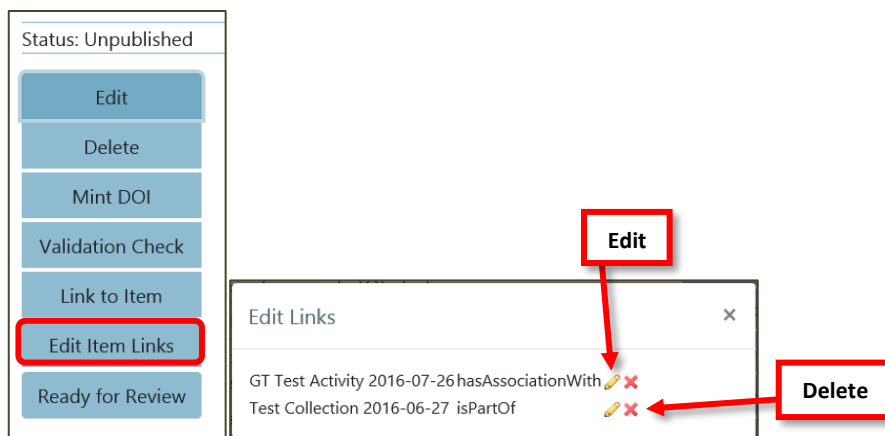 Status: Unpublished
Edit
Delete
Mint DOI
Validation Check
Link to Item
Edit Item Links
Ready for Review
Edit
Edit Links ×
GT Test Activity 2016-07-26 hasAssociationWith
Test Collection 2016-06-27 isPartOf
Delete